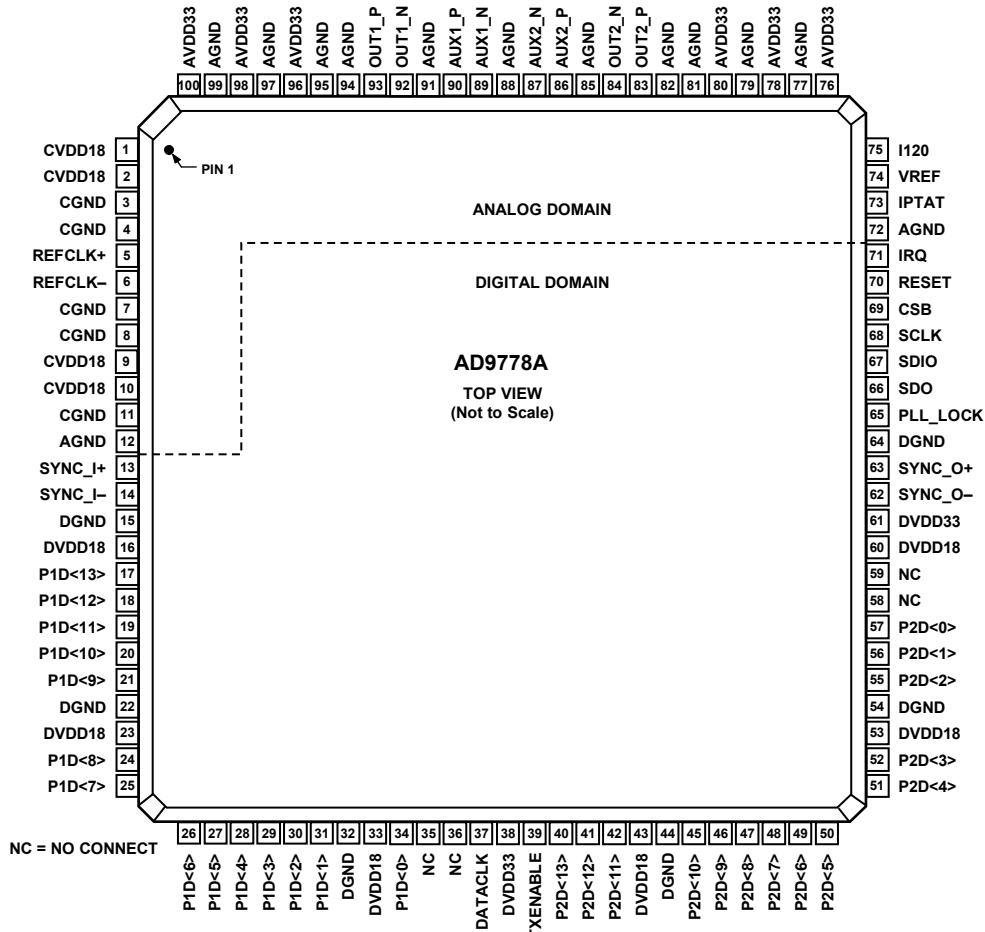 AVDD33 AGND AVDD33 AGND AVDD33 AGND AGND OUT1_P OUT1_N AGND AUX1_P AUX1_N AGND AUX2_N AUX2_P AGND OUT2_N OUT2_P AGND AGND AVDD33 AGND AVDD33 AGND AVDD33
100 99 98 97 96 95 94 93 92 91 90 89 88 87 86 85 84 83 82 81 80 79 78 77 76
CVDD18 1
PIN 1
75 I120
CVDD18 2
74 VREF
CGND 3
73 IPTAT
ANALOG DOMAIN
CGND 4
72 AGND
REFCLK+ 5
71 IRQ
REFCLK– 6
DIGITAL DOMAIN
70 RESET
CGND 7
69 CSB
CGND 8
68 SCLK
CVDD18 9
AD9778A
67 SDIO
CVDD18 10
TOP VIEW
66 SDO
CGND 11
(Not to Scale)
65 PLL_LOCK
AGND 12
64 DGND
SYNC_I+ 13
63 SYNC_O+
SYNC_I– 14
62 SYNC_O–
DGND 15
61 DVDD33
DVDD18 16
60 DVDD18
P1D<13> 17
59 NC
P1D<12> 18
58 NC
P1D<11> 19
57 P2D<0>
P1D<10> 20
56 P2D<1>
P1D<9> 21
55 P2D<2>
DGND 22
54 DGND
DVDD18 23
53 DVDD18
P1D<8> 24
52 P2D<3>
P1D<7> 25
51 P2D<4>
26 27 28 29 30 31 32 33 34 35 36 37 38 39 40 41 42 43 44 45 46 47 48 49 50
NC = NO CONNECT
P1D<6> P1D<5> P1D<4> P1D<3> P1D<2> P1D<1> DGND DVDD18 P1D<0> NC NC DATACLK DVDD33 TXENABLE P2D<13> P2D<12> P2D<11> DVDD18 DGND P2D<10> P2D<9> P2D<8> P2D<7> P2D<6> P2D<5>